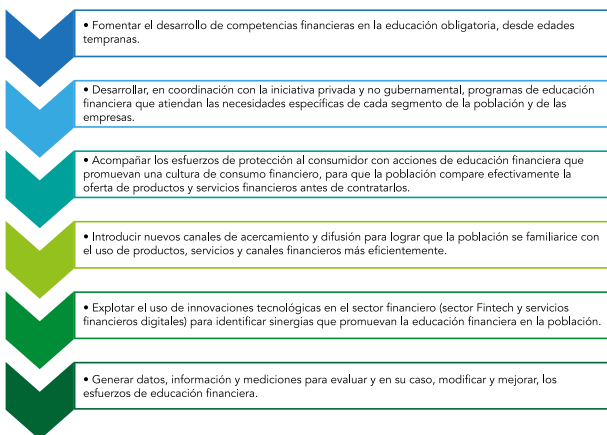 • Fomentar el desarrollo de competencias financieras en la educación obligatoria, desde edades
tempranas.
• Desarrollar, en coordinación con la iniciativa privada y no gubernamental, programas de educación
financiera que atiendan las necesidades específicas de cada segmento de la población y de las
empresas.
• Acompañar los esfuerzos de protección al consumidor con acciones de educación financiera que
promuevan una cultura de consumo financiero, para que la población compare efectivamente la
oferta de productos y servicios financieros antes de contratarlos.
• Introducir nuevos canales de acercamiento y difusión para lograr que la población se familiarice con
el uso de productos, servicios y canales financieros más eficientemente.
• Explotar el uso de innovaciones tecnológicas en el sector financiero (sector Fintech y servicios
financieros digitales) para identificar sinergias que promuevan la educación financiera en la población.
• Generar datos, información y mediciones para evaluar y en su caso, modificar y mejorar, los
esfuerzos de educación financiera.